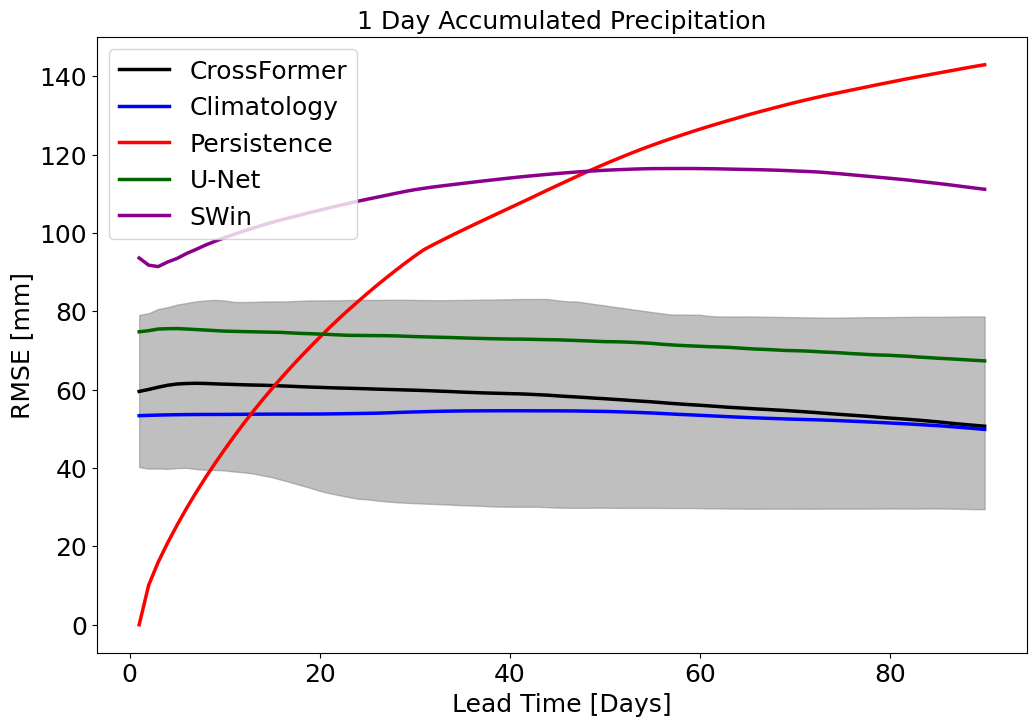 1 Day Accumulated Precipitation
CrossFormer
Climatology
Persistence
U-Net
SWin
RMSE [mm]
140
120
100
80
60
40
20
0
0 20 40 60 80
Lead Time [Days]